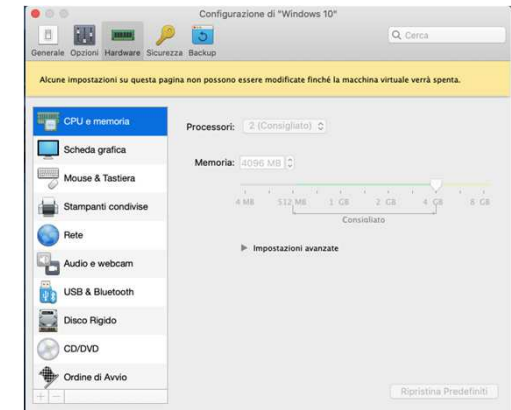 Configurazione di "Windows 10"
Generale Opzioni Hardware Sicurezza Backup
Cerca
Alcune impostazioni su questa pagina non possono essere modificate finché la macchina virtuale verrà spenta.
CPU e memoria
Scheda grafica
Mouse & Tastiera
Stampanti condivise
Rete
Audio e webcam
USB & Bluetooth
Disco Rigido
CD/DVD
Ordine di Avvio
+ −
Processori: 2 (Consigliato)
Memoria: 4096 MB
4 MB 512 MB 1 GB 2 GB 4 GB 8 GB
Consigliato
Impostazioni avanzate
Ripristina Predefiniti